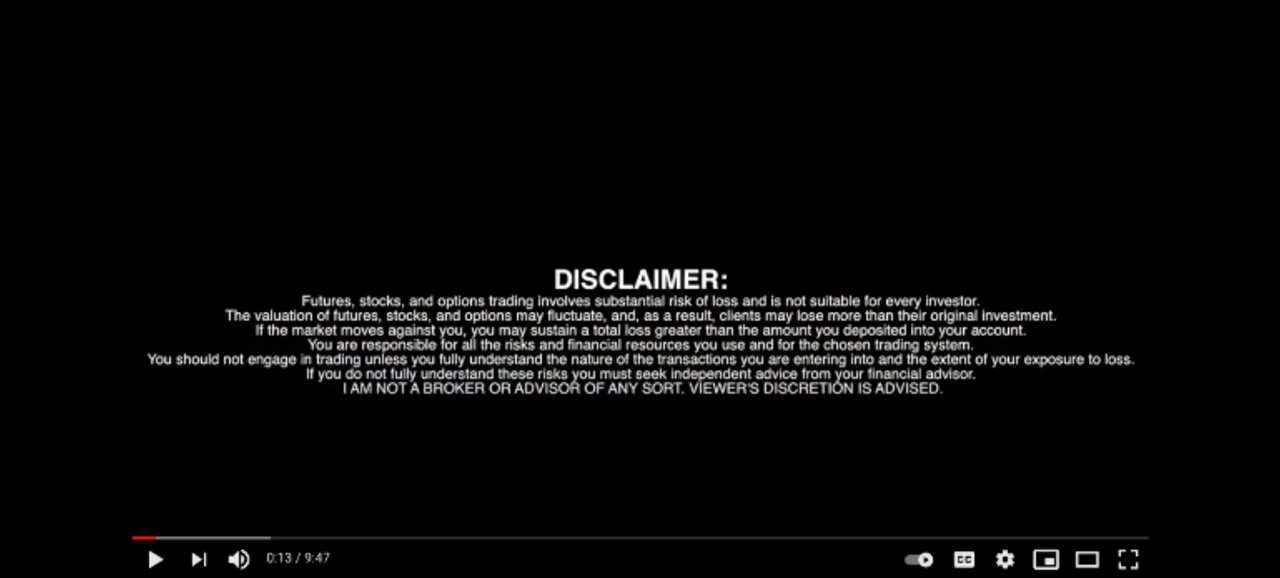 DISCLAIMER:
Futures, stocks, and options trading involves substantial risk of loss and is not suitable for every investor.
The valuation of futures, stocks, and options may fluctuate, and, as a result, clients may lose more than their original investment.
If the market moves against you, you may sustain a total loss greater than the amount you deposited into your account.
You are responsible for all the risks and financial resources you use and for the chosen trading system.
You should not engage in trading unless you fully understand the nature of the transactions you are entering into and the extent of your exposure to loss.
If you do not fully understand these risks you must seek independent advice from your financial advisor.
I AM NOT A BROKER OR ADVISOR OF ANY SORT. VIEWER'S DISCRETION IS ADVISED.
0:13 / 9:47
CC